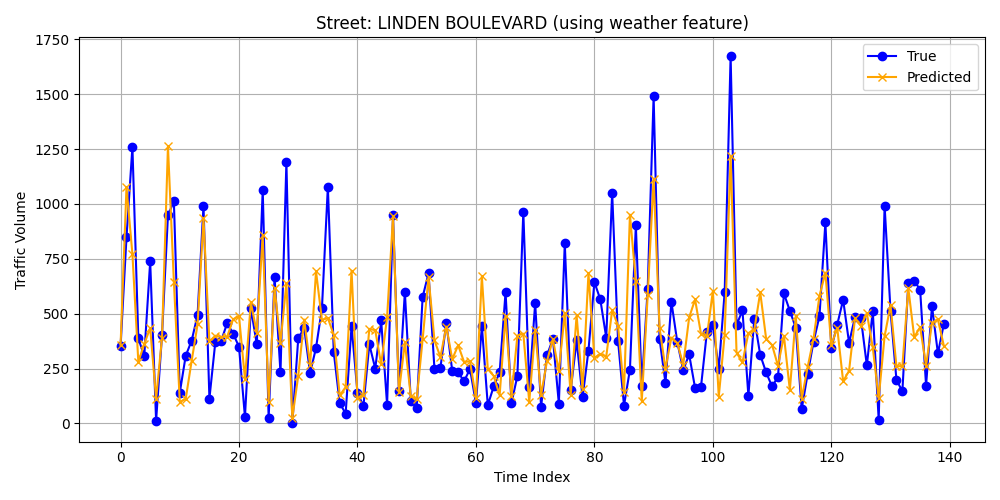 Street: LINDEN BOULEVARD (using weather feature)
True
Predicted
Traffic Volume
1750
1500
1250
1000
750
500
250
0
0 20 40 60 80 100 120 140
Time Index